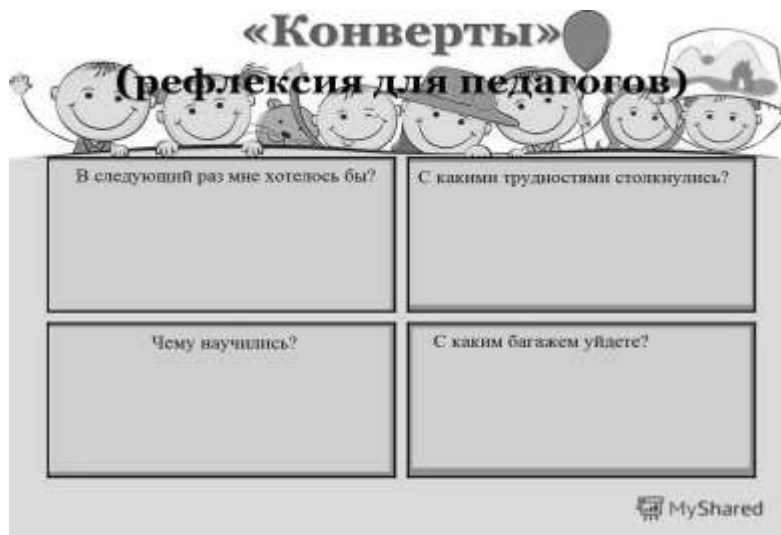 «Конверты»
(рефлексия для педагогов)
В следующий раз мне хотелось бы?
С какими трудностями столкнулись?
Чему научились?
С каким багажем уйдете?
MyShared